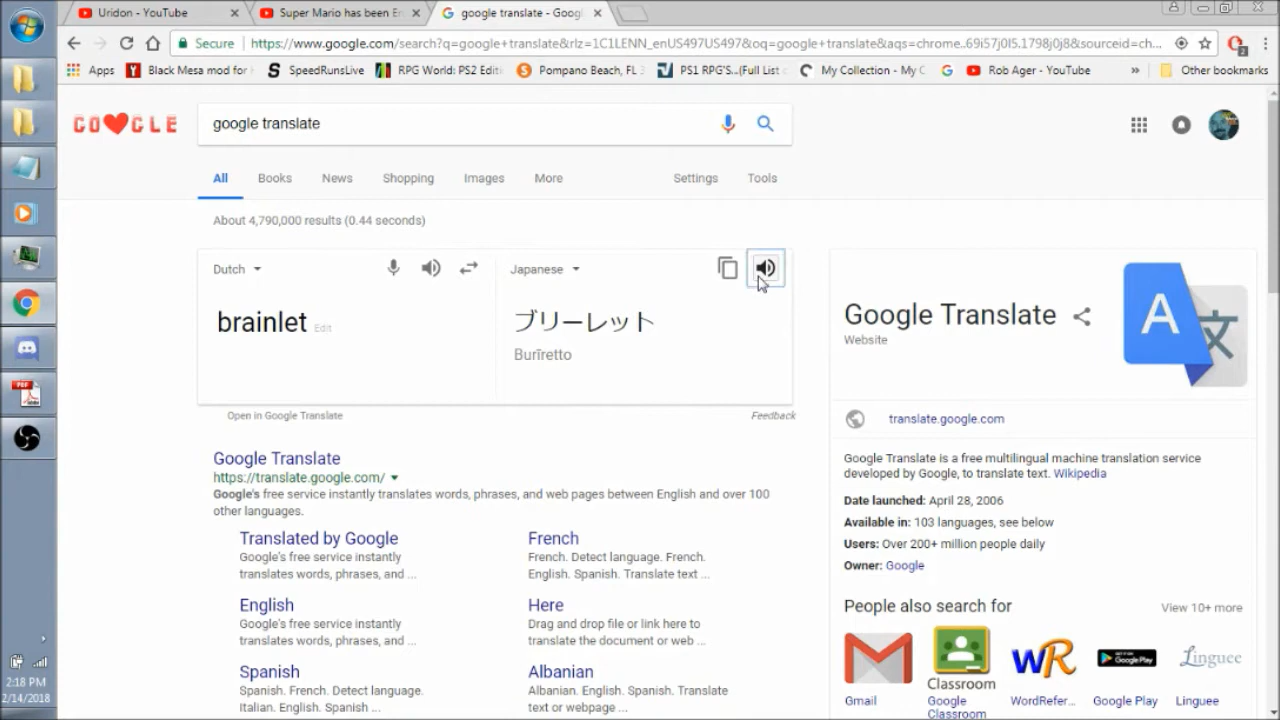 Uridon - YouTube
Super Mario has been En
google translate - Goog
Secure
https://www.google.com/search?q=google+translate&rlz=1C1LENN_enUS497US497&oq=google+translate&aqs=chrome..69i57j0l5.1798j0j8&sourceid=ch...
Apps
Black Mesa mod for
SpeedRunsLive
RPG World: PS2 Edit
Pompano Beach, FL
PS1 RPG'S...(Full List
My Collection - My C
Rob Ager - YouTube
»
Other bookmarks
GO❤GLE
google translate
All
Books
News
Shopping
Images
More
Settings
Tools
About 4,790,000 results (0.44 seconds)
Dutch
Japanese
brainlet
Edit
ブリーレット
Burīretto
Open in Google Translate
Feedback
Google Translate
https://translate.google.com/
Google's free service instantly translates words, phrases, and web pages between English and over 100
other languages.
Translated by Google
Google's free service instantly
translates words, phrases, and ...
French
French. Detect language. French.
English. Spanish. Translate text ...
English
Google's free service instantly
translates words, phrases, and ...
Here
Drag and drop file or link here to
translate the document or web ...
Spanish
Spanish. French. Detect language.
Italian. English. Spanish ...
Albanian
Albanian. English. Spanish. Translate
text or webpage ...
Google Translate
Website
A 文
translate.google.com
Google Translate is a free multilingual machine translation service
developed by Google, to translate text. Wikipedia
Date launched: April 28, 2006
Available in: 103 languages, see below
Users: Over 200+ million people daily
Owner: Google
People also search for
View 10+ more
Classroom
WR
Google Play
Linguee
Gmail
Google
Classroom
WordRefer...
Google Play
Linguee
PDF
2:18 PM
2/14/2018